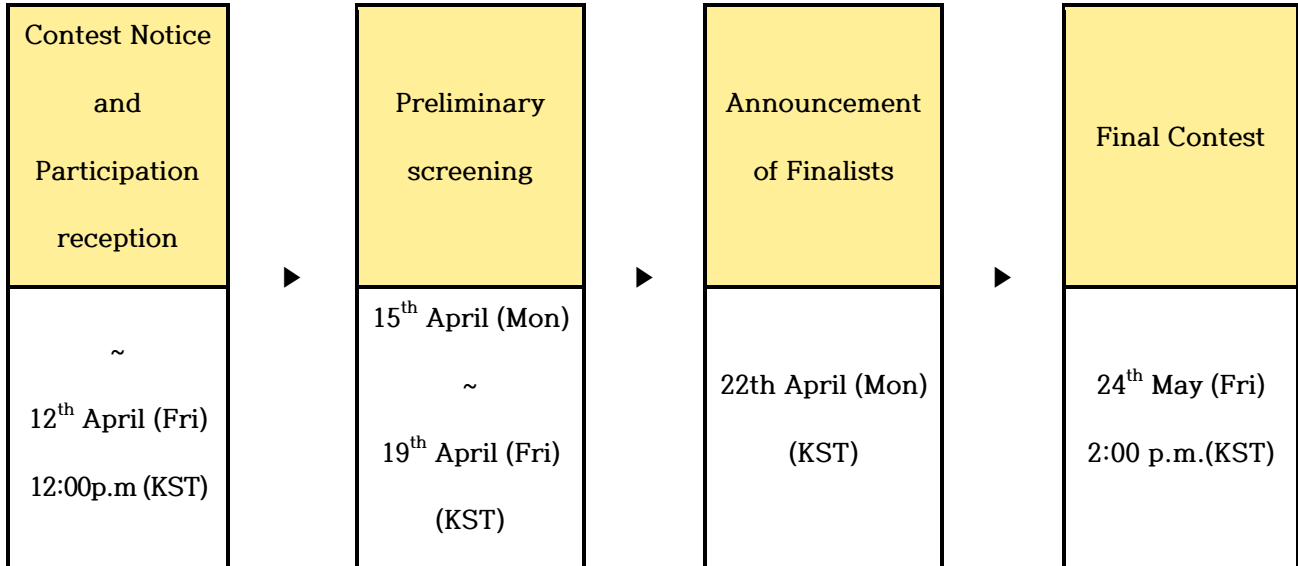 Contest Notice
and
Participation
reception
~
12th April (Fri)
12:00p.m (KST)
▶
Preliminary
screening
15th April (Mon)
~
19th April (Fri)
(KST)
▶
Announcement
of Finalists
22th April (Mon)
(KST)
▶
Final Contest
24th May (Fri)
2:00 p.m.(KST)